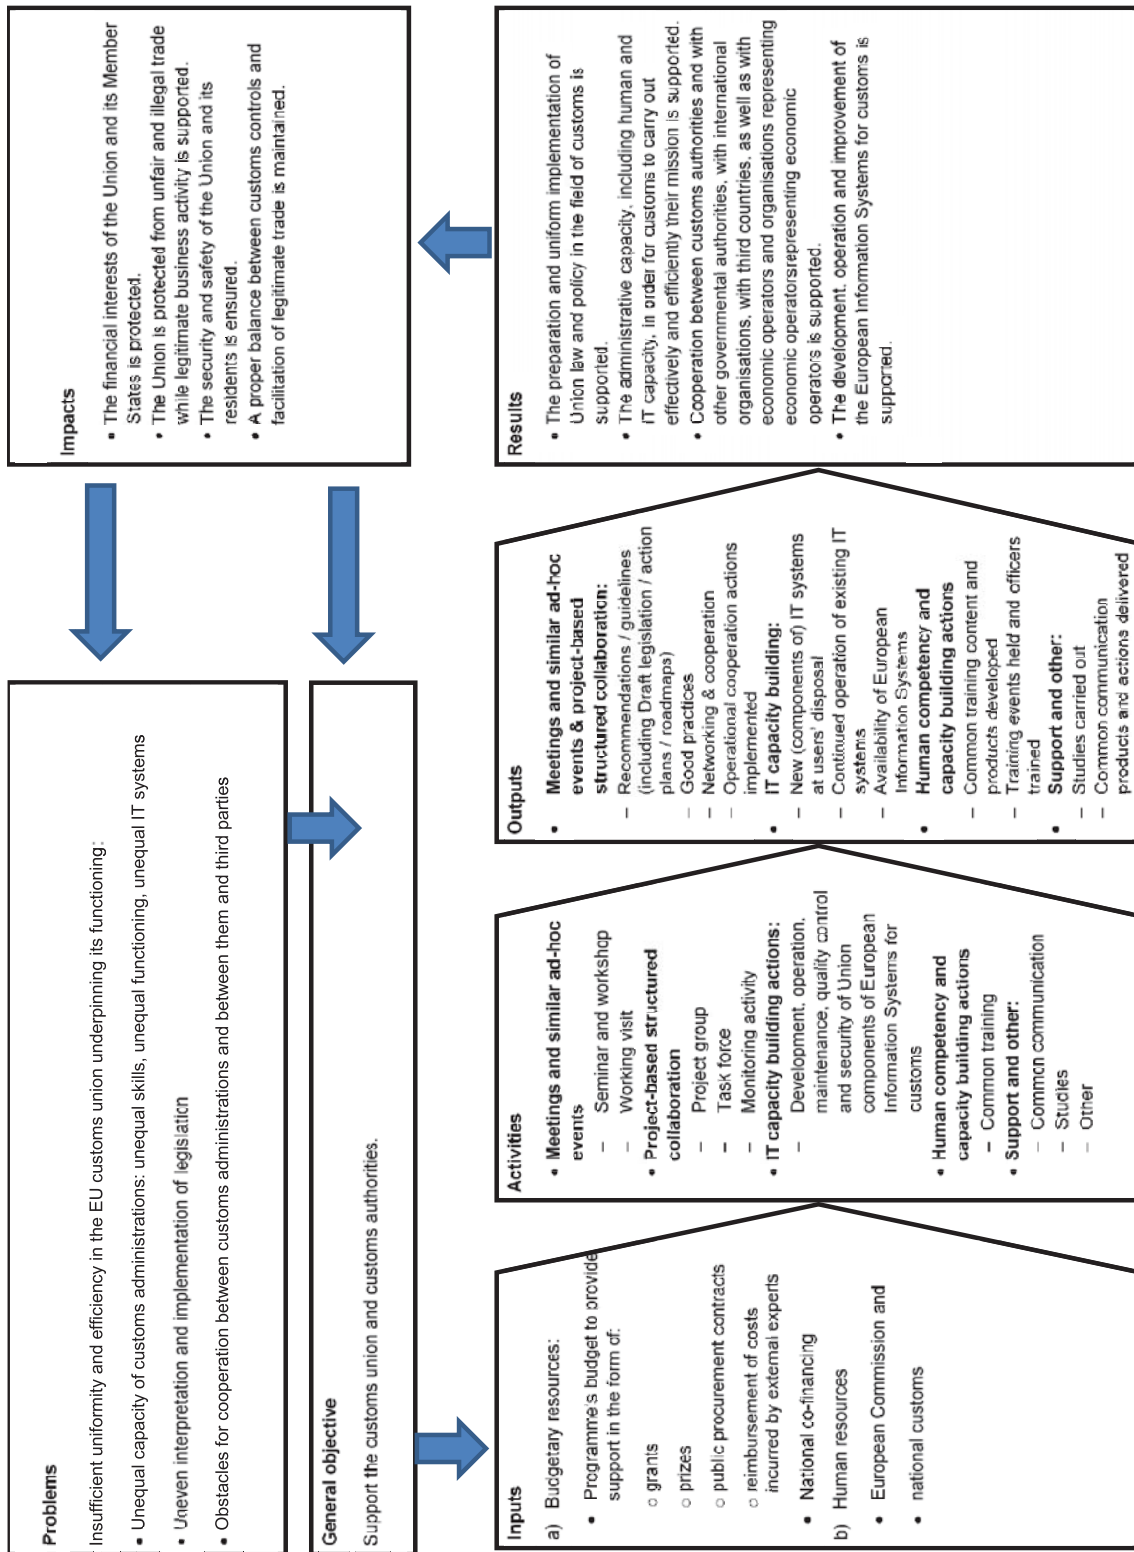 Problems
Insufficient uniformity and efficiency in the EU customs union underpinning its functioning:
• Unequal capacity of customs administrations: unequal skills, unequal functioning, unequal IT systems
• Uneven interpretation and implementation of legislation
• Obstacles for cooperation between customs administrations and between them and third parties
General objective
Support the customs union and customs authorities.
Impacts
• The financial interests of the Union and its Member
States is protected.
• The Union is protected from unfair and illegal trade
while legitimate business activity is supported.
• The security and safety of the Union and its
residents is ensured.
• A proper balance between customs controls and
facilitation of legitimate trade is maintained.
Inputs
a) Budgetary resources:
• Programme's budget to provide
support in the form of:
○ grants
○ prizes
○ public procurement contracts
○ reimbursement of costs
incurred by external experts
• National co-financing
b) Human resources
• European Commission and
• national customs
Activities
• Meetings and similar ad-hoc
events
– Seminar and workshop
– Working visit
• Project-based structured
collaboration
– Project group
– Task force
– Monitoring activity
• IT capacity building actions:
– Development, operation,
maintenance, quality control
and security of Union
components of European
Information Systems for
customs
• Human competency and
capacity building actions
– Common training
• Support and other:
– Common communication
– Studies
– Other
Outputs
• Meetings and similar ad-hoc
events & project-based
structured collaboration:
– Recommendations / guidelines
(including Draft legislation / action
plans / roadmaps)
– Good practices
– Networking & cooperation
– Operational cooperation actions
implemented
• IT capacity building:
– New (components of) IT systems
at users' disposal
– Continued operation of existing IT
systems
– Availability of European
Information Systems
• Human competency and
capacity building actions
– Common training content and
products developed
– Training events held and officers
trained
• Support and other:
– Studies carried out
– Common communication
products and actions delivered
Results
• The preparation and uniform implementation of
Union law and policy in the field of customs is
supported.
• The administrative capacity, including human and
IT capacity, in order for customs to carry out
effectively and efficiently their mission is supported.
• Cooperation between customs authorities and with
other governmental authorities, with international
organisations, with third countries, as well as with
economic operators and organisations representing
economic operatorsrepresenting economic
operators is supported.
• The development, operation and improvement of
the European Information Systems for customs is
supported.